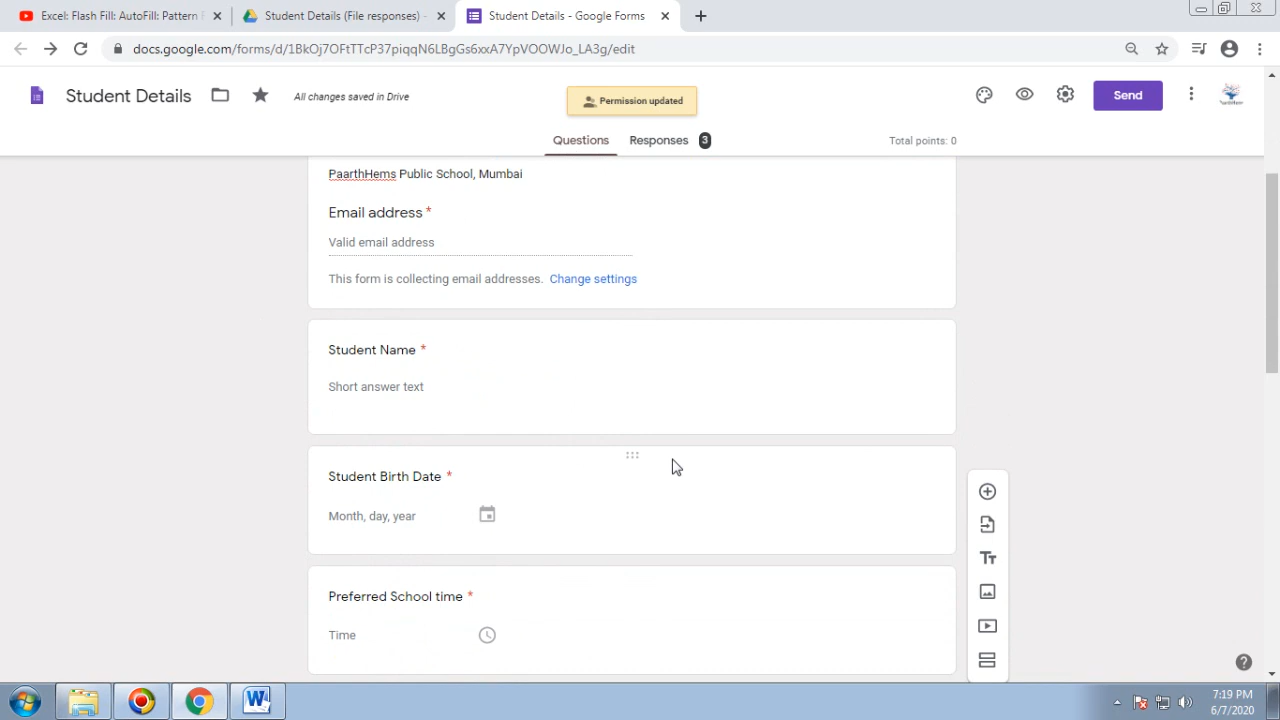 Excel: Flash Fill: AutoFill: Pattern
Student Details (File responses) -
Student Details - Google Forms
docs.google.com/forms/d/1BkOj7OFtTTcP37piqqN6LBgGs6xxA7YpVOOWJo_LA3g/edit
Student Details
All changes saved in Drive
Permission updated
Send
Questions
Responses 3
Total points: 0
PaarthHems Public School, Mumbai
Email address *
Valid email address
This form is collecting email addresses. Change settings
Student Name *
Short answer text
Student Birth Date *
Month, day, year
Preferred School time *
Time
7:19 PM
6/7/2020